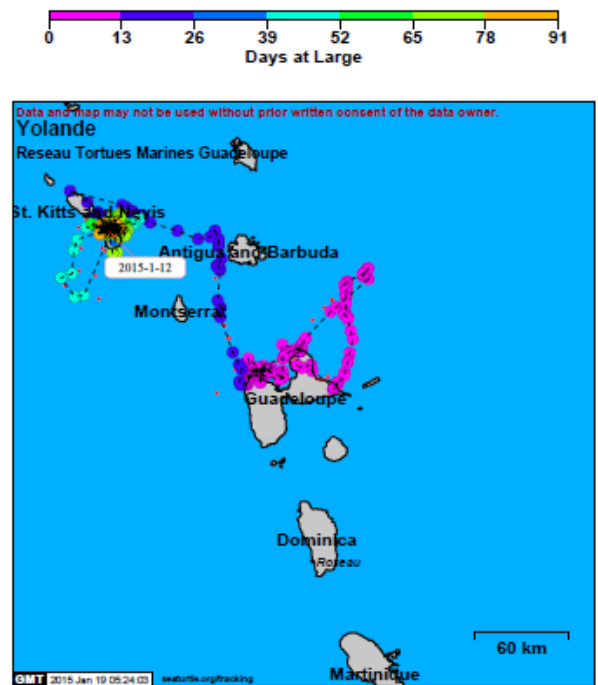 0 13 26 39 52 65 78 91
Days at Large
Data and map may not be used without prior written consent of the data owner.
Yolande
Reseau Tortues Marines Guadeloupe
St. Kitts and Nevis
Antigua and Barbuda
2015-1-12
Montserrat
Guadeloupe
Dominica
Roseau
60 km
Martinique
GMT 2015 Jan 19 05:24:03 seaturtle.org/tracking